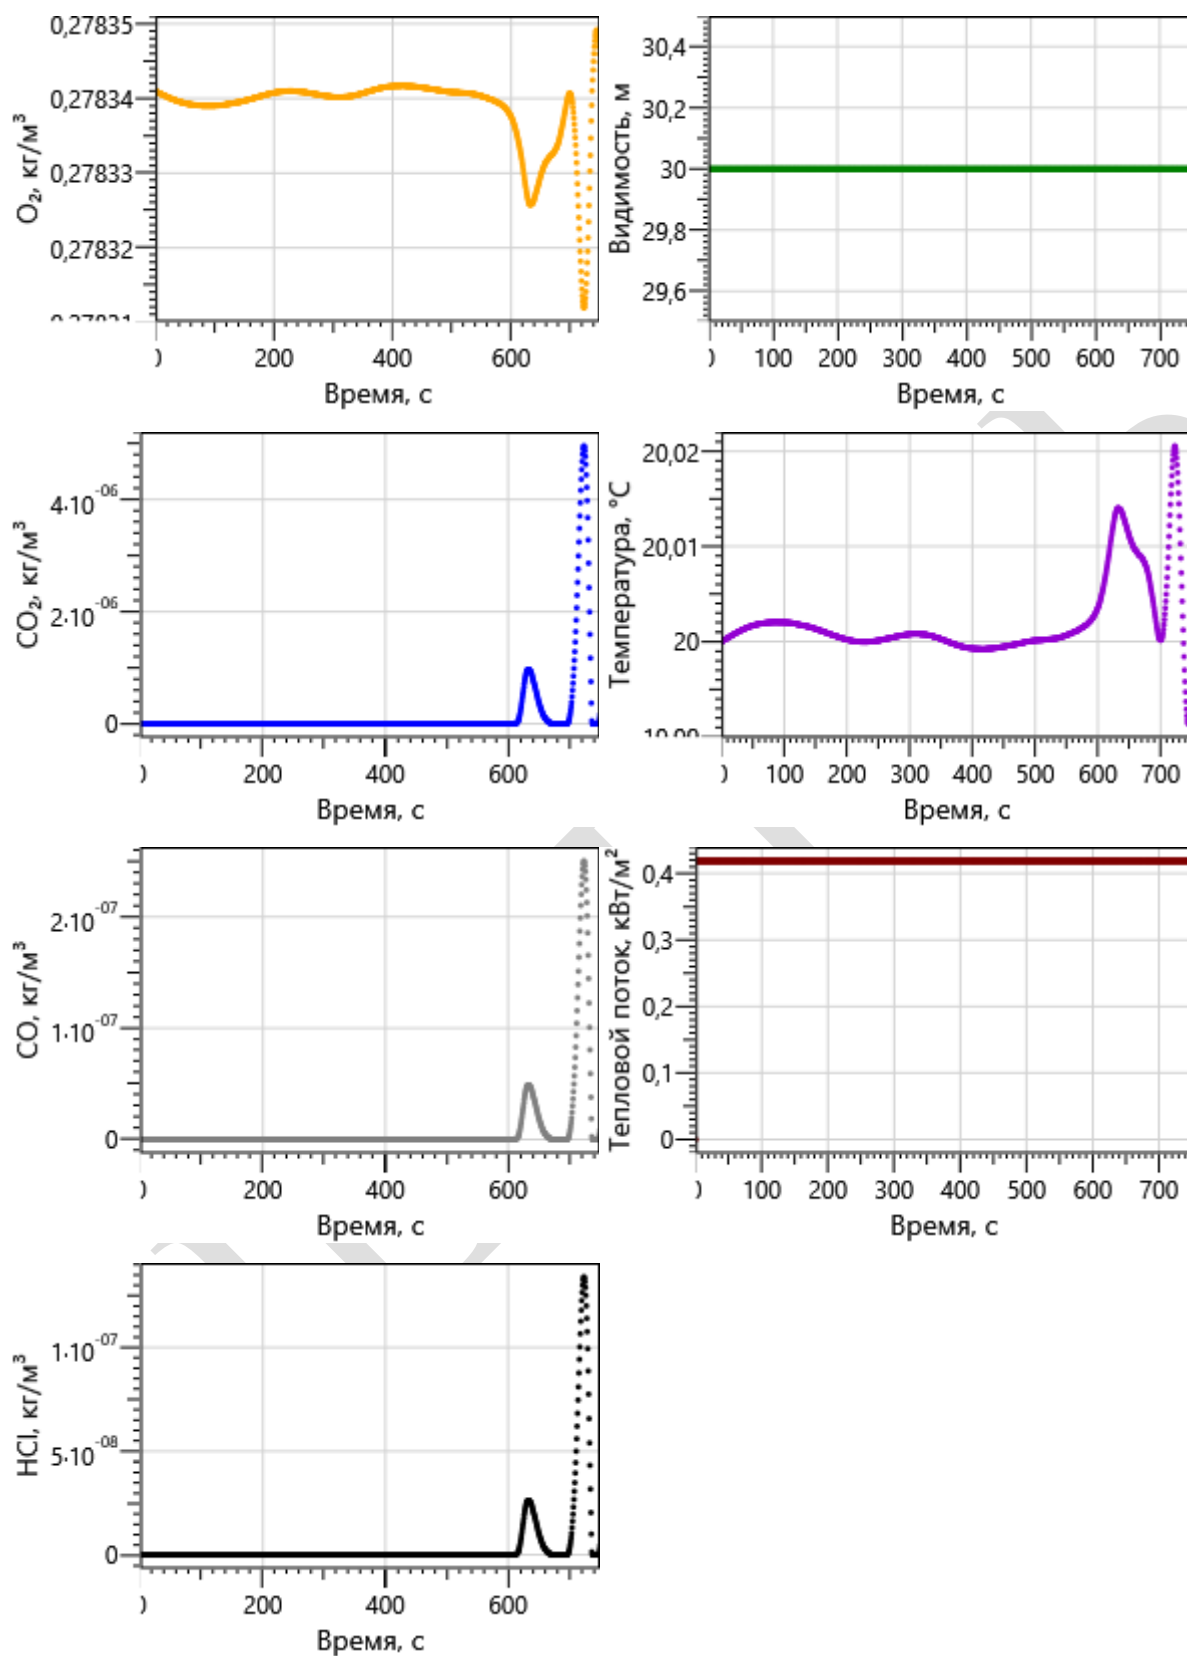 0,27835
0,27834
0,27833
0,27832
O₂, кг/м³
200 400 600
Время, с
30,4
30,2
30
29,8
29,6
Видимость, м
100 200 300 400 500 600 700
Время, с
4·10⁻⁰⁶
2·10⁻⁰⁶
0
CO₂, кг/м³
200 400 600
Время, с
20,02
20,01
20
Температура, °C
100 200 300 400 500 600 700
Время, с
2·10⁻⁰⁷
1·10⁻⁰⁷
0
CO, кг/м³
200 400 600
Время, с
0,4
0,3
0,2
0,1
0
Тепловой поток, кВт/м²
100 200 300 400 500 600 700
Время, с
1·10⁻⁰⁷
5·10⁻⁰⁸
0
HCl, кг/м³
200 400 600
Время, с